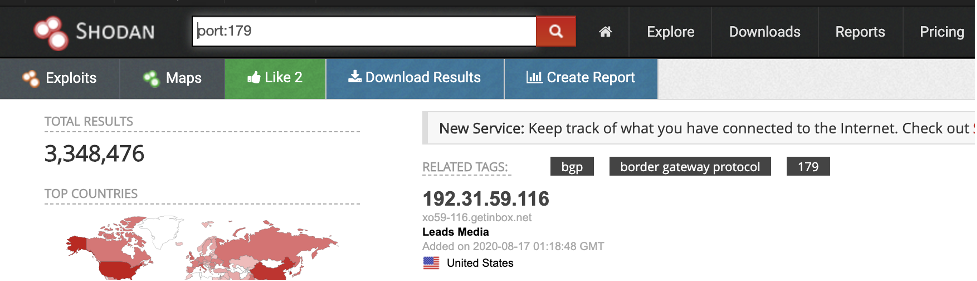 SHODAN port:179 Explore Downloads Reports Pricing
Exploits Maps Like 2 Download Results Create Report
TOTAL RESULTS
3,348,476
TOP COUNTRIES
New Service: Keep track of what you have connected to the Internet. Check out
RELATED TAGS: bgp border gateway protocol 179
192.31.59.116
xo59-116.getinbox.net
Leads Media
Added on 2020-08-17 01:18:48 GMT
United States